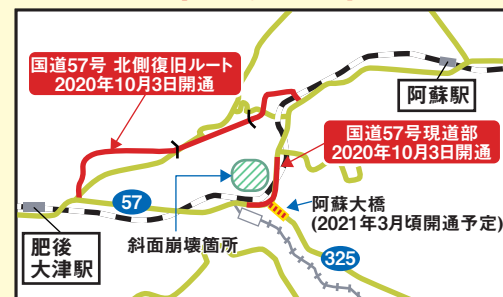 国道57号 北側復旧ルート
2020年10月3日開通
阿蘇駅
国道57号現道部
2020年10月3日開通
57
阿蘇大橋
(2021年3月頃開通予定)
肥後
大津駅
斜面崩壊箇所
325